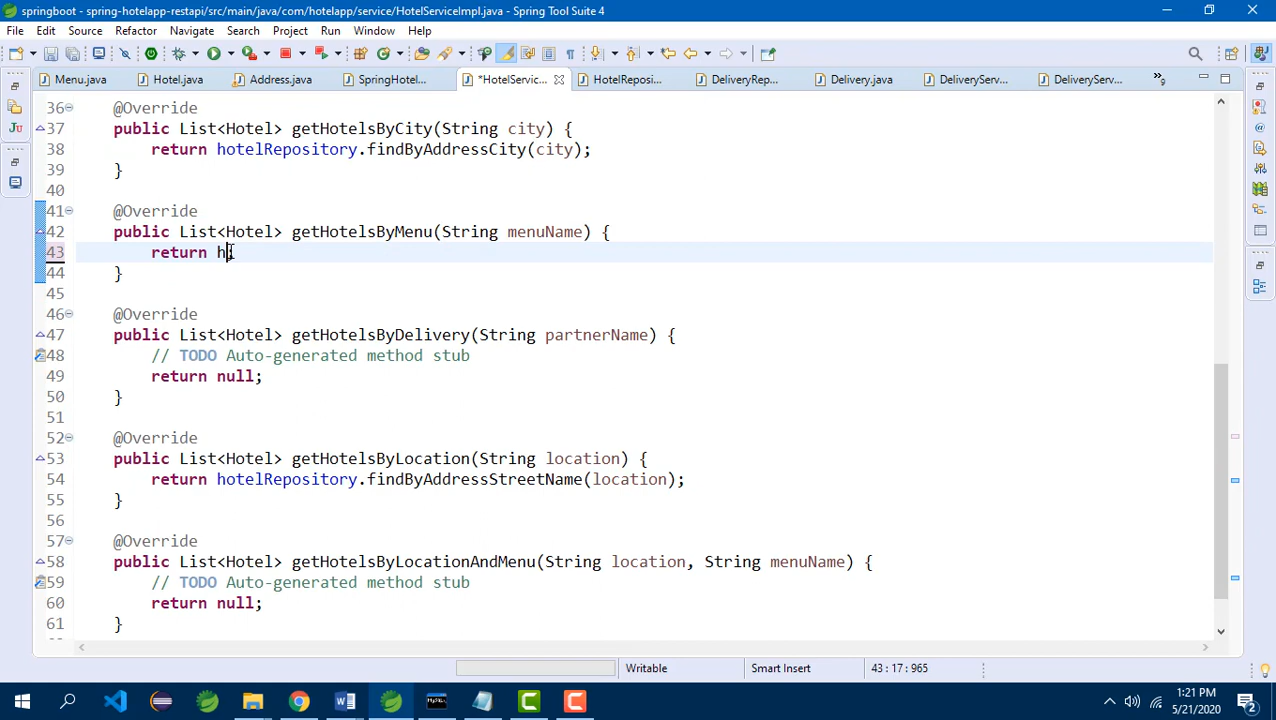 springboot - spring-hotelapp-restapi/src/main/java/com/hotelapp/service/HotelServiceImpl.java - Spring Tool Suite 4
File Edit Source Refactor Navigate Search Project Run Window Help
Menu.java Hotel.java Address.java SpringHotel... *HotelServic... HotelReposi... DeliveryRep... Delivery.java DeliveryServ... DeliveryServ...
36 @Override
37 public List<Hotel> getHotelsByCity(String city) {
38 return hotelRepository.findByAddressCity(city);
39 }
40
41 @Override
42 public List<Hotel> getHotelsByMenu(String menuName) {
43 return h
44 }
45
46 @Override
47 public List<Hotel> getHotelsByDelivery(String partnerName) {
48 // TODO Auto-generated method stub
49 return null;
50 }
51
52 @Override
53 public List<Hotel> getHotelsByLocation(String location) {
54 return hotelRepository.findByAddressStreetName(location);
55 }
56
57 @Override
58 public List<Hotel> getHotelsByLocationAndMenu(String location, String menuName) {
59 // TODO Auto-generated method stub
60 return null;
61 }
Writable Smart Insert 43 : 17 : 965
1:21 PM
5/21/2020